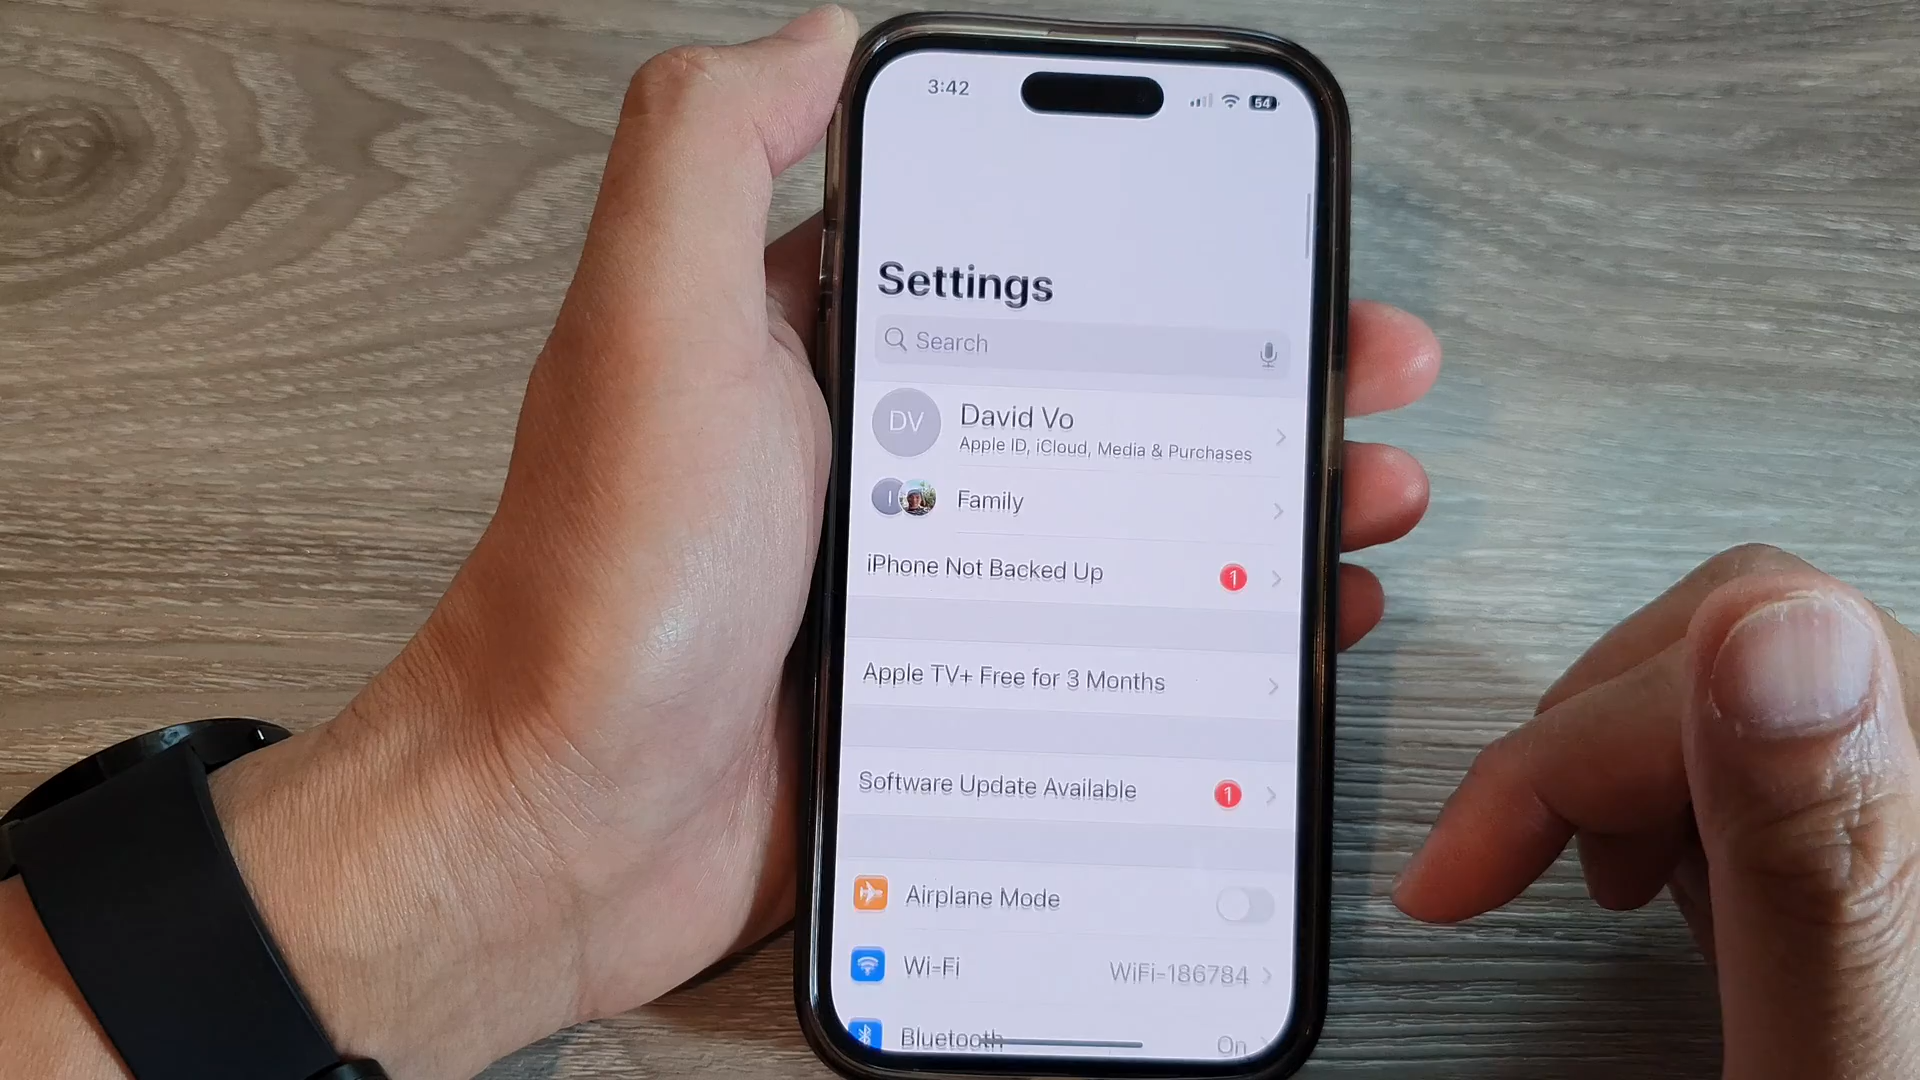 3:42
54
Settings
Search
DV
David Vo
Apple ID, iCloud, Media & Purchases
I
Family
iPhone Not Backed Up
1
Apple TV+ Free for 3 Months
Software Update Available
1
Airplane Mode
Wi-Fi
WiFi-186784
Bluetooth
On